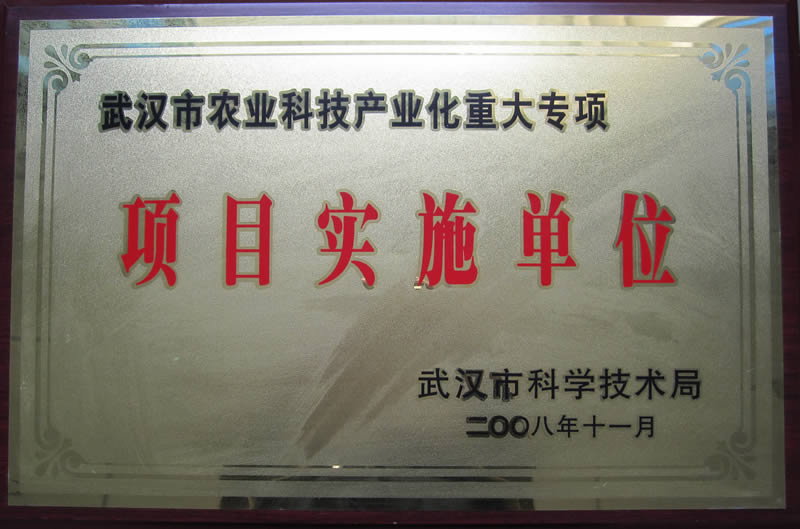 武汉市农业科技产业化重大专项
项目实施单位
武汉市科学技术局
二〇〇八年十一月